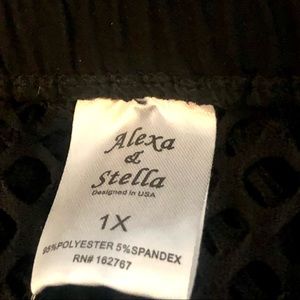 Alexa
&
Stella
Designed in USA
1X
95%POLYESTER 5%SPANDEX
RN# 162767